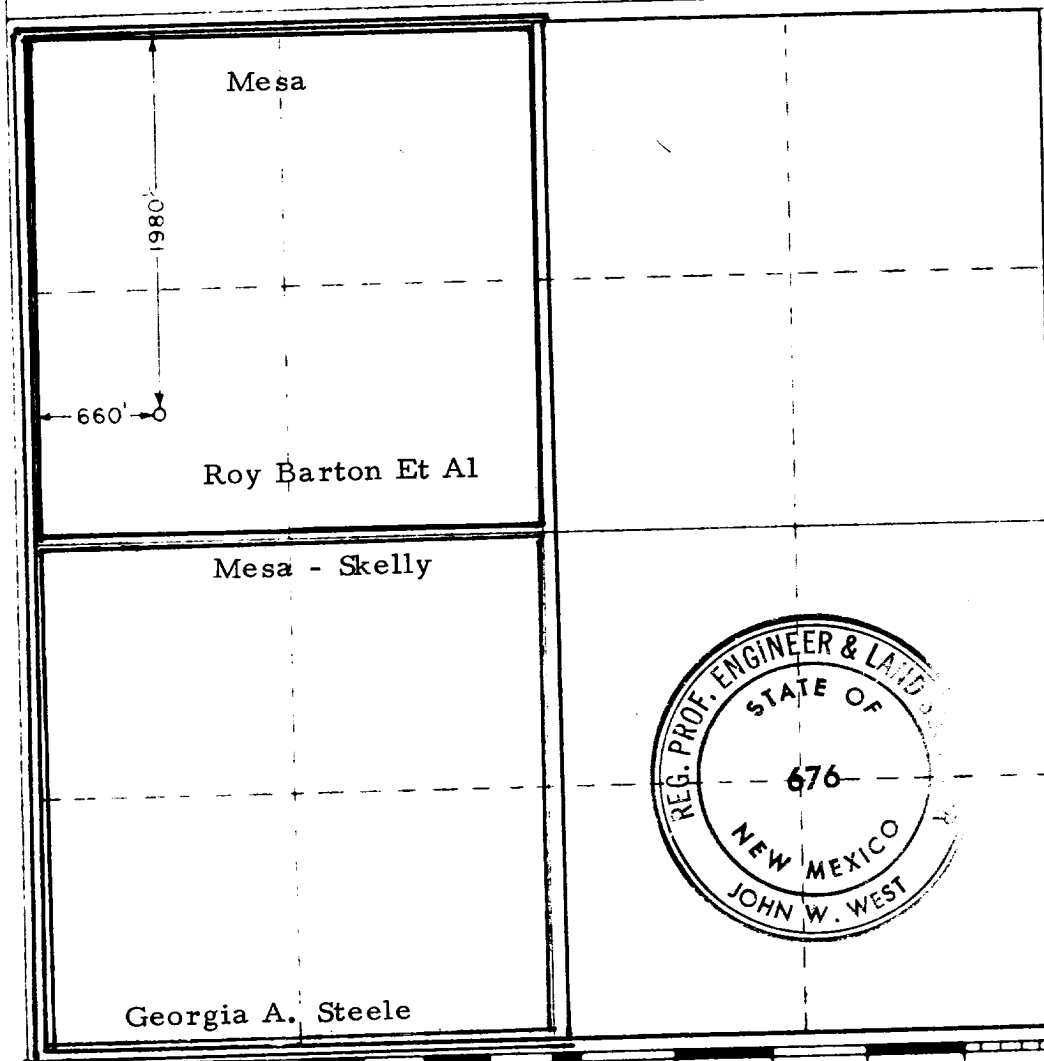 Mesa
1980'
660'
Roy Barton Et Al
Mesa - Skelly
REG. PROF. ENGINEER & LAND
STATE OF
676
NEW MEXICO
JOHN W. WEST
Georgia A. Steele